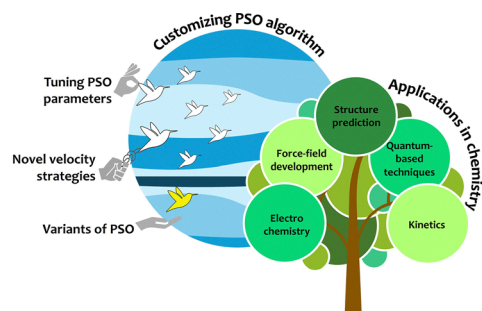 Customizing PSO algorithm
Tuning PSO
parameters
Novel velocity
strategies
Variants of PSO
Applications in chemistry
Structure
prediction
Force-field
development
Quantum-
based
techniques
Electro
chemistry
Kinetics